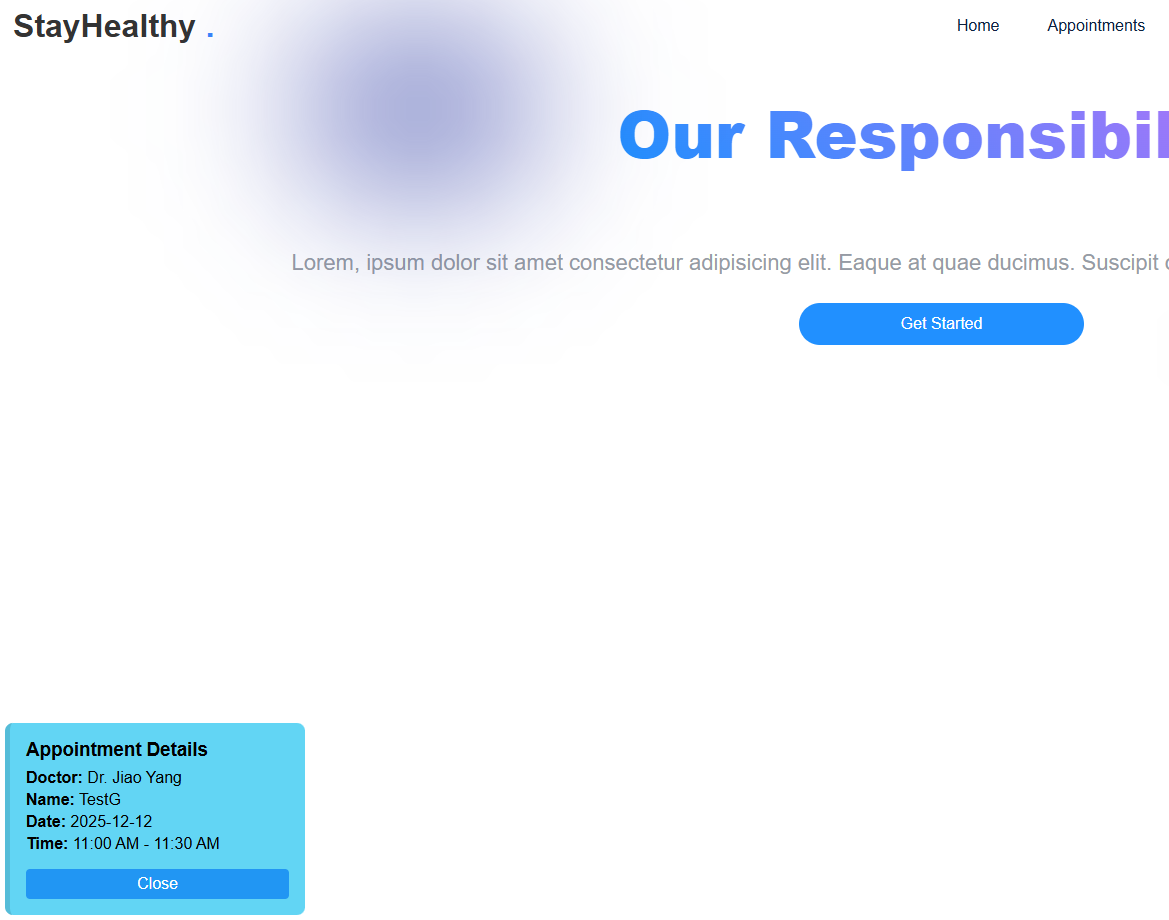 StayHealthy .
Home
Appointments
Our Responsibil
Lorem, ipsum dolor sit amet consectetur adipisicing elit. Eaque at quae ducimus. Suscipit
Get Started
Appointment Details
Doctor: Dr. Jiao Yang
Name: TestG
Date: 2025-12-12
Time: 11:00 AM - 11:30 AM
Close